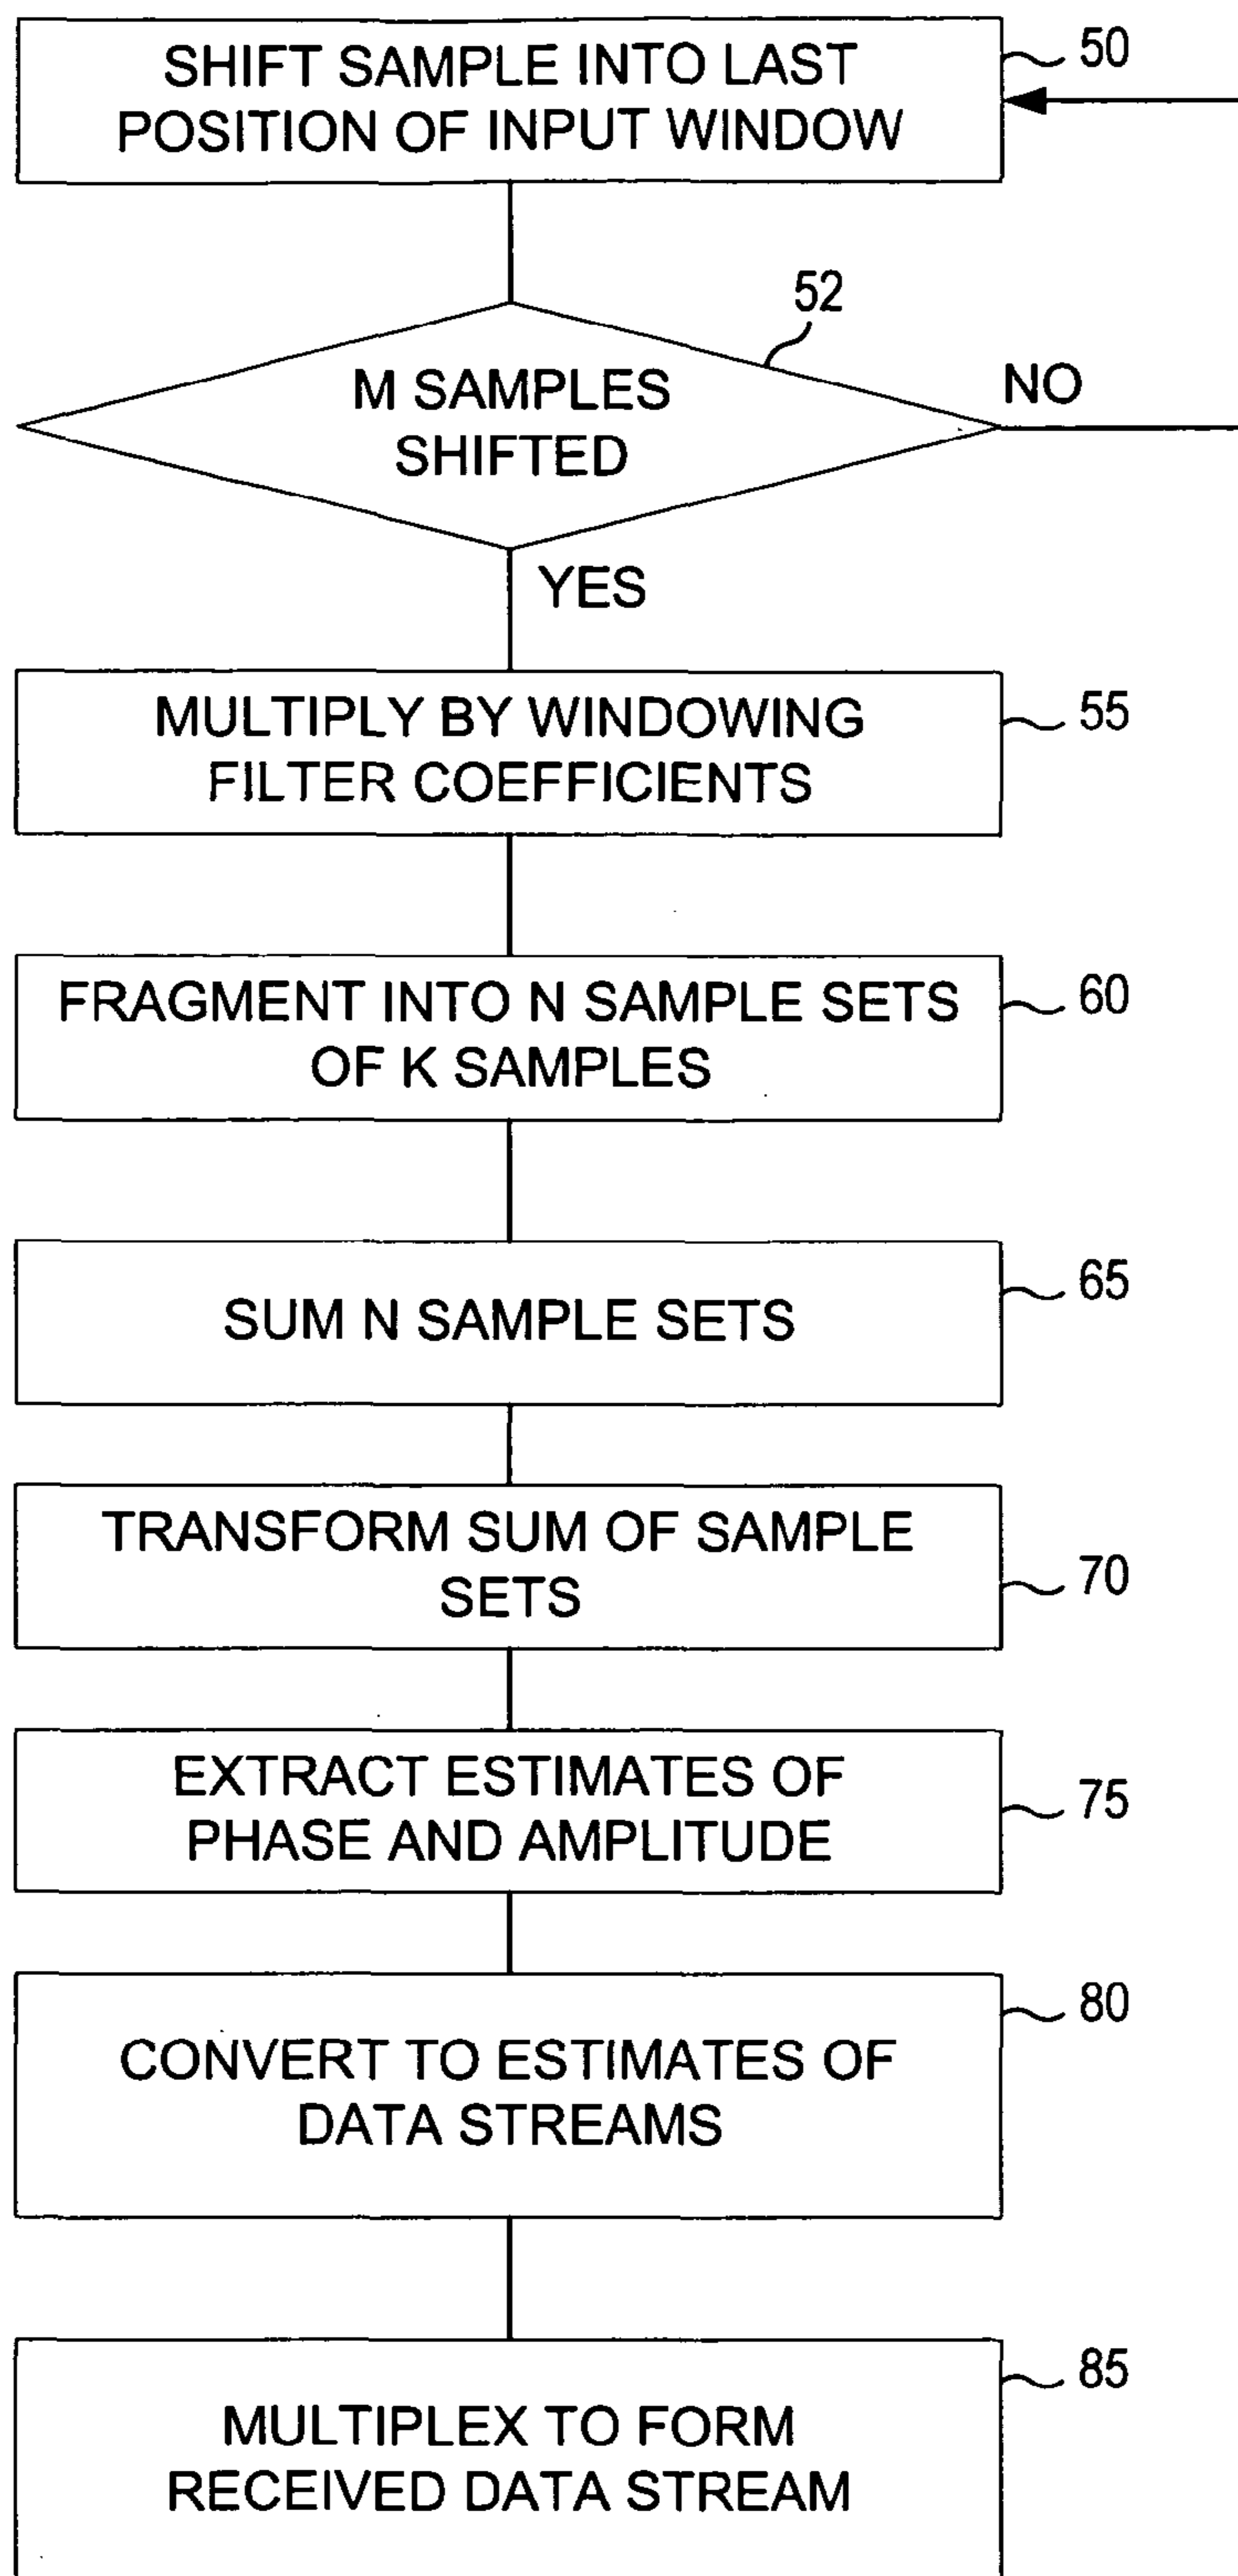 SHIFT SAMPLE INTO LAST
POSITION OF INPUT WINDOW
50
52
M SAMPLES
SHIFTED
NO
YES
MULTIPLY BY WINDOWING
FILTER COEFFICIENTS
55
FRAGMENT INTO N SAMPLE SETS
OF K SAMPLES
60
SUM N SAMPLE SETS
65
TRANSFORM SUM OF SAMPLE
SETS
70
EXTRACT ESTIMATES OF
PHASE AND AMPLITUDE
75
CONVERT TO ESTIMATES OF
DATA STREAMS
80
MULTIPLEX TO FORM
RECEIVED DATA STREAM
85